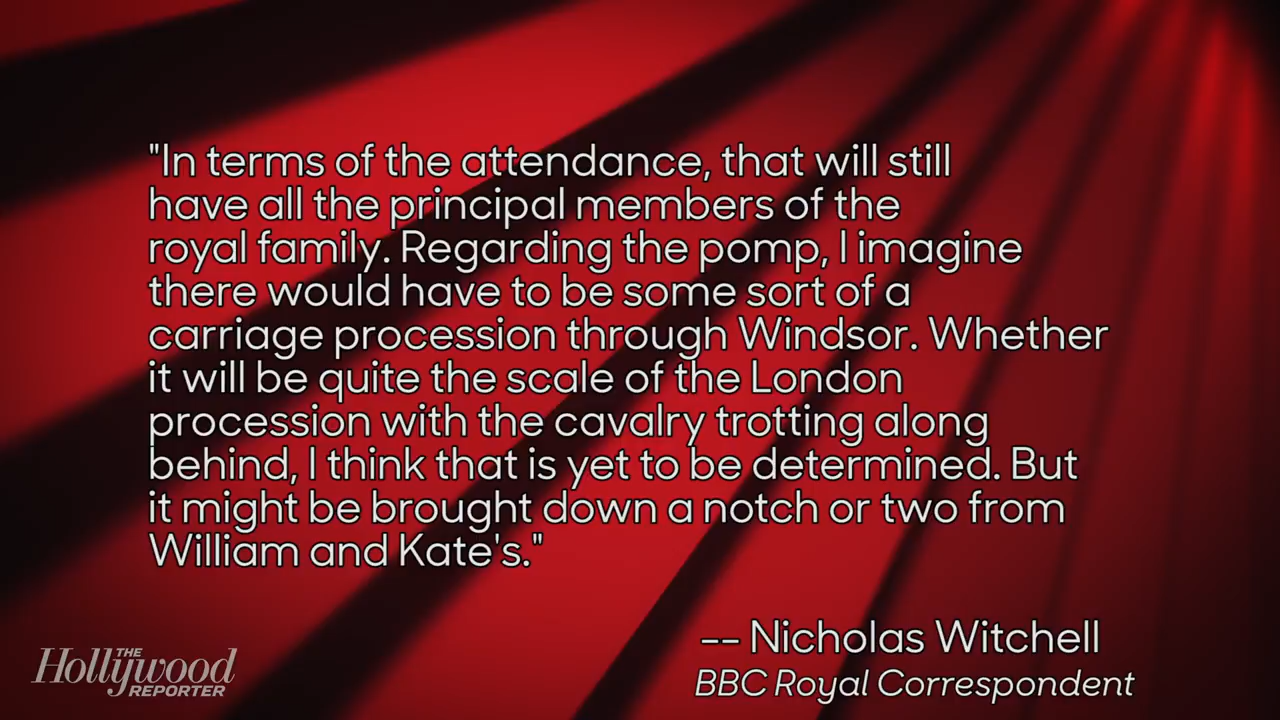 "In terms of the attendance, that will still
have all the principal members of the
royal family. Regarding the pomp, I imagine
there would have to be some sort of a
carriage procession through Windsor. Whether
it will be quite the scale of the London
procession with the cavalry trotting along
behind, I think that is yet to be determined. But
it might be brought down a notch or two from
William and Kate's."
-- Nicholas Witchell
BBC Royal Correspondent
THE
Hollywood
REPORTER